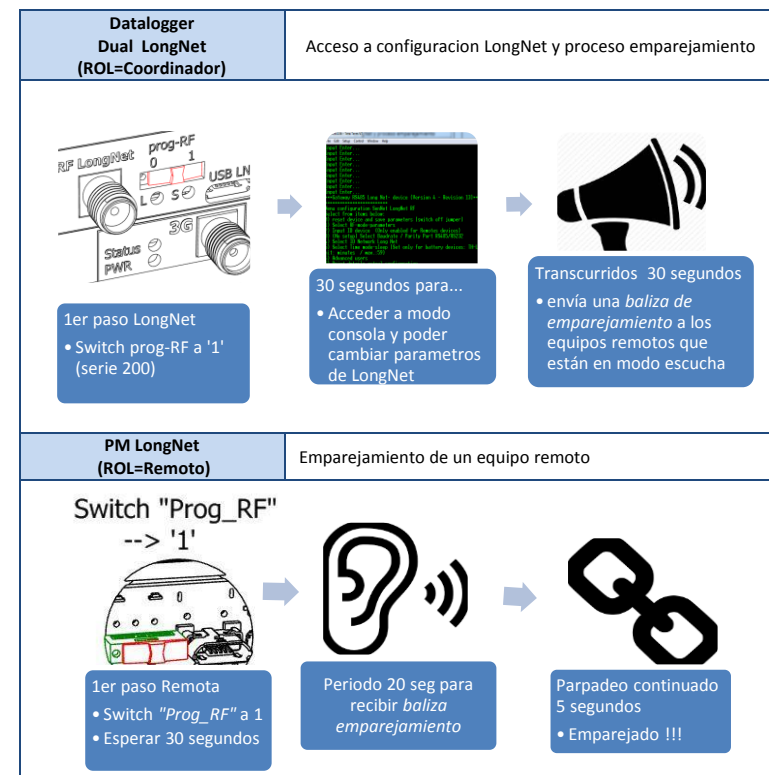 Datalogger
Dual LongNet
(ROL=Coordinador)
Acceso a configuracion LongNet y proceso emparejamiento
RF LongNet
prog-RF
0 1
USB LN
L S
3G
Status
PWR
1er paso LongNet
• Switch prog-RF a '1'
(serie 200)
30 segundos para...
• Acceder a modo
consola y poder
cambiar parametros
de LongNet
Transcurridos 30 segundos
• envía una baliza de
emparejamiento a los
equipos remotos que
están en modo escucha
PM LongNet
(ROL=Remoto)
Emparejamiento de un equipo remoto
Switch "Prog_RF"
--> '1'
1er paso Remota
• Switch "Prog_RF" a 1
• Esperar 30 segundos
Periodo 20 seg para
recibir baliza
emparejamiento
Parpadeo continuado
5 segundos
• Emparejado !!!